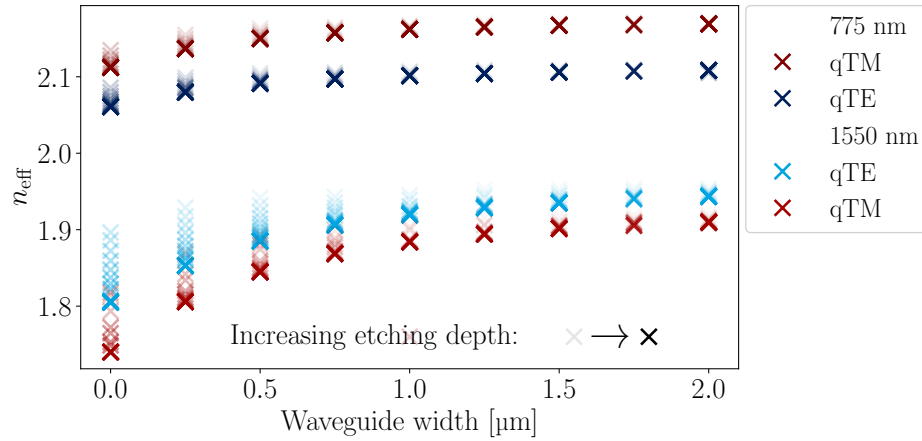 2.1
2.0
1.9
1.8
n_eff
0.0
0.5
1.0
1.5
2.0
Waveguide width [µm]
Increasing etching depth:
775 nm
qTM
qTE
1550 nm
qTE
qTM